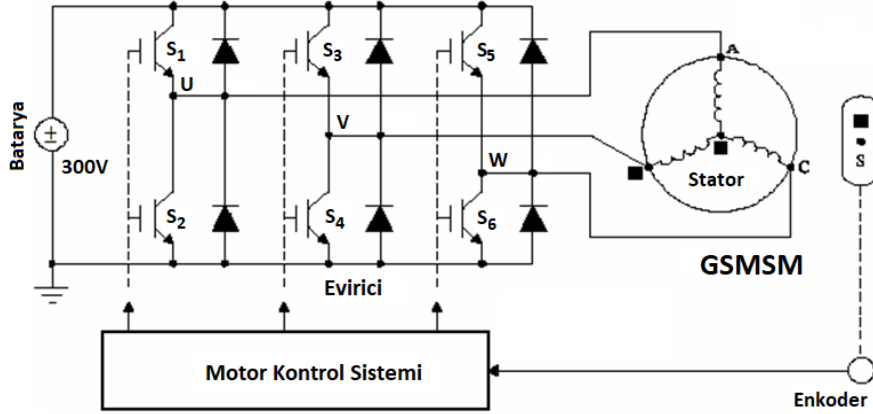 S1
S3
S5
U
A
Batarya
300V
V
W
Stator
C
S
S2
S4
S6
GSMSM
Evirici
Motor Kontrol Sistemi
Enkoder